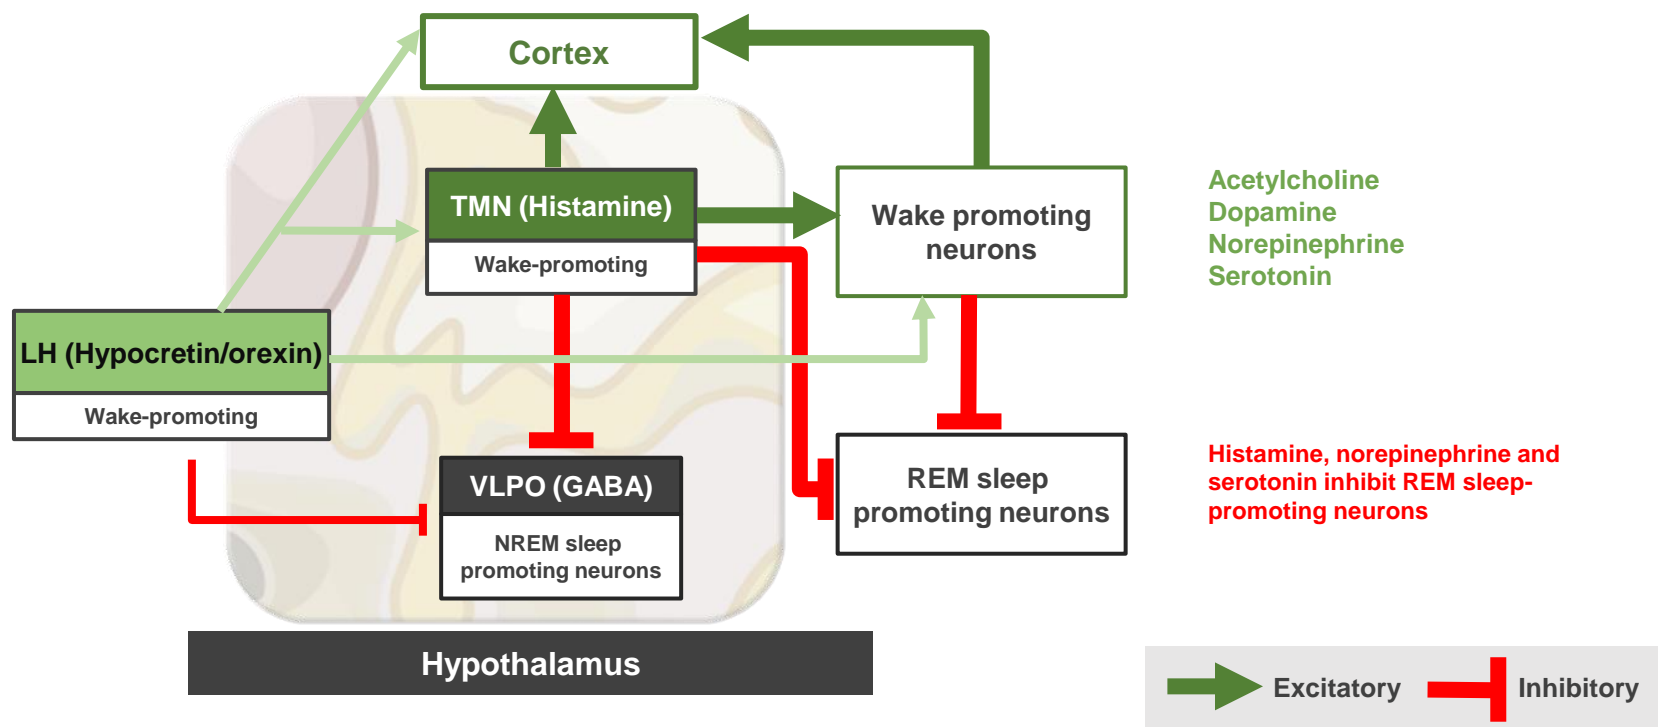 Cortex
TMN (Histamine)
Wake-promoting
Wake promoting
neurons
Acetylcholine
Dopamine
Norepinephrine
Serotonin
LH (Hypocretin/orexin)
Wake-promoting
VLPO (GABA)
NREM sleep
promoting neurons
REM sleep
promoting neurons
Histamine, norepinephrine and
serotonin inhibit REM sleep-
promoting neurons
Hypothalamus
Excitatory
Inhibitory